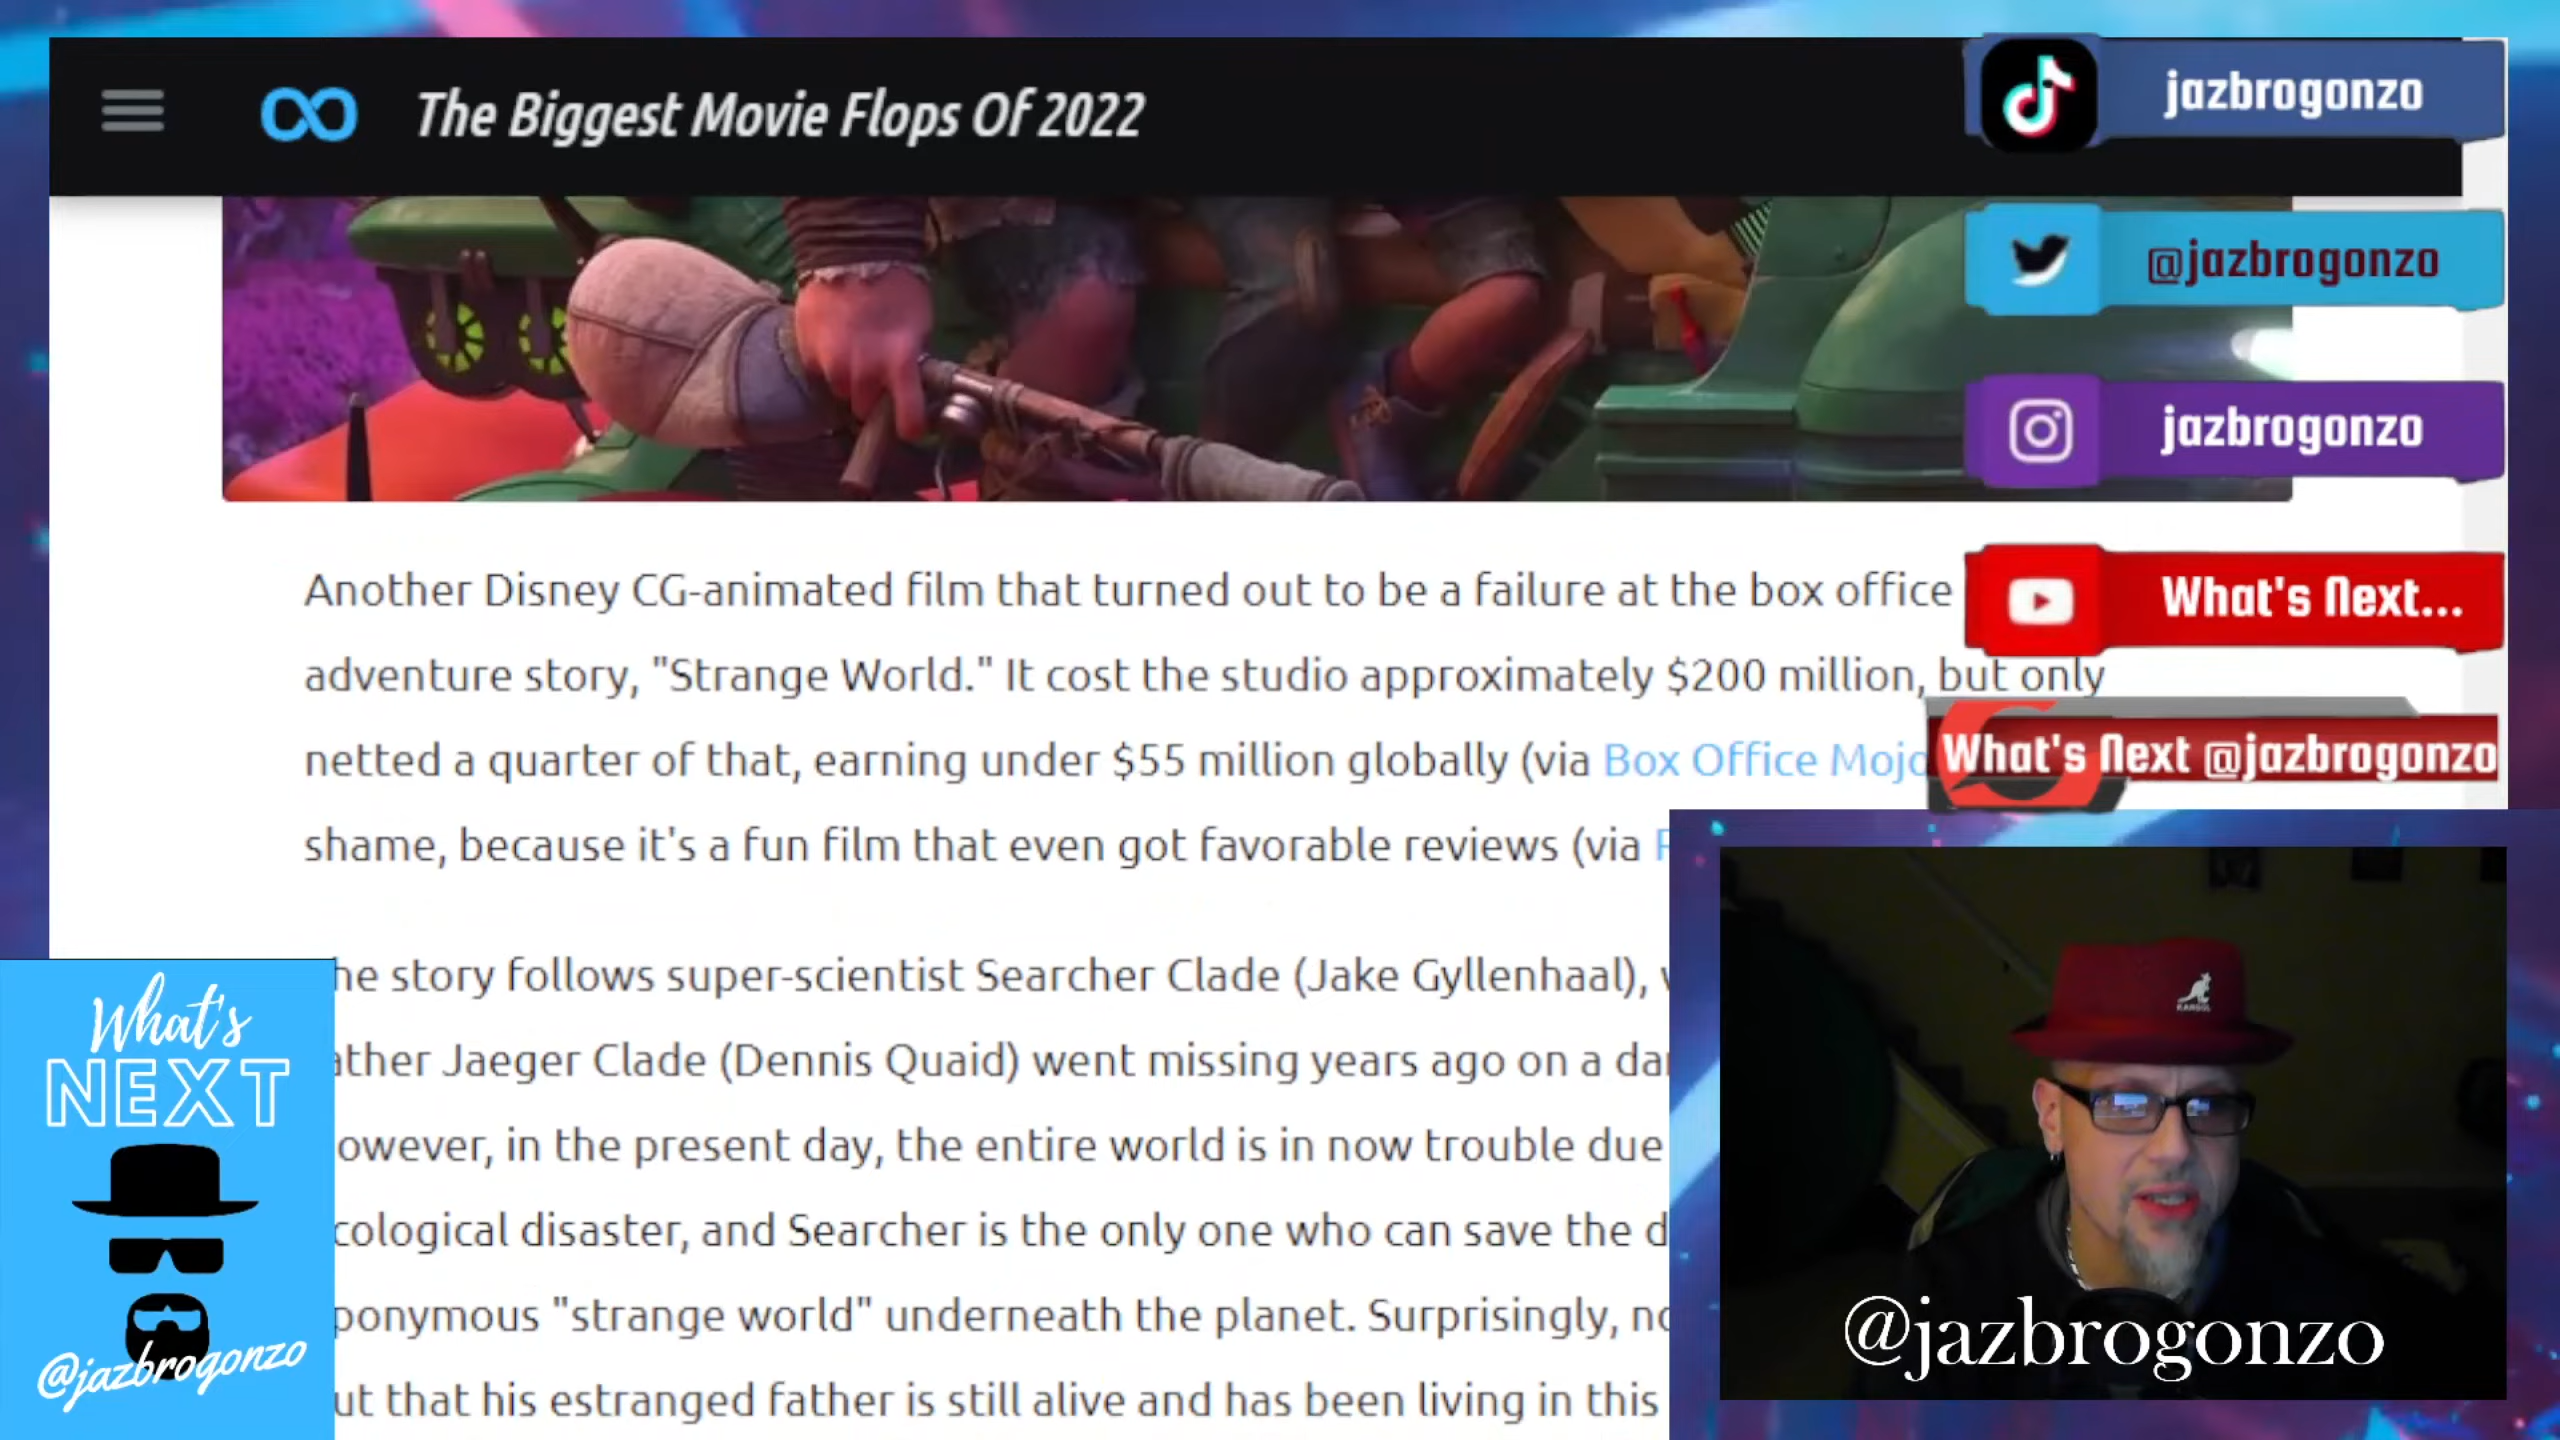 The Biggest Movie Flops Of 2022
jazbrogonzo
@jazbrogonzo
jazbrogonzo
What's Next...
What's Next @jazbrogonzo
Another Disney CG-animated film that turned out to be a failure at the box office
adventure story, "Strange World." It cost the studio approximately $200 million, but only
netted a quarter of that, earning under $55 million globally (via Box Office Mojo
shame, because it's a fun film that even got favorable reviews (via
he story follows super-scientist Searcher Clade (Jake Gyllenhaal),
ather Jaeger Clade (Dennis Quaid) went missing years ago on a
owever, in the present day, the entire world is in now trouble due
cological disaster, and Searcher is the only one who can save the
ponymous "strange world" underneath the planet. Surprisingly,
ut that his estranged father is still alive and has been living in this
What's
NEXT
@jazbrogonzo
KANGOL
@jazbrogonzo